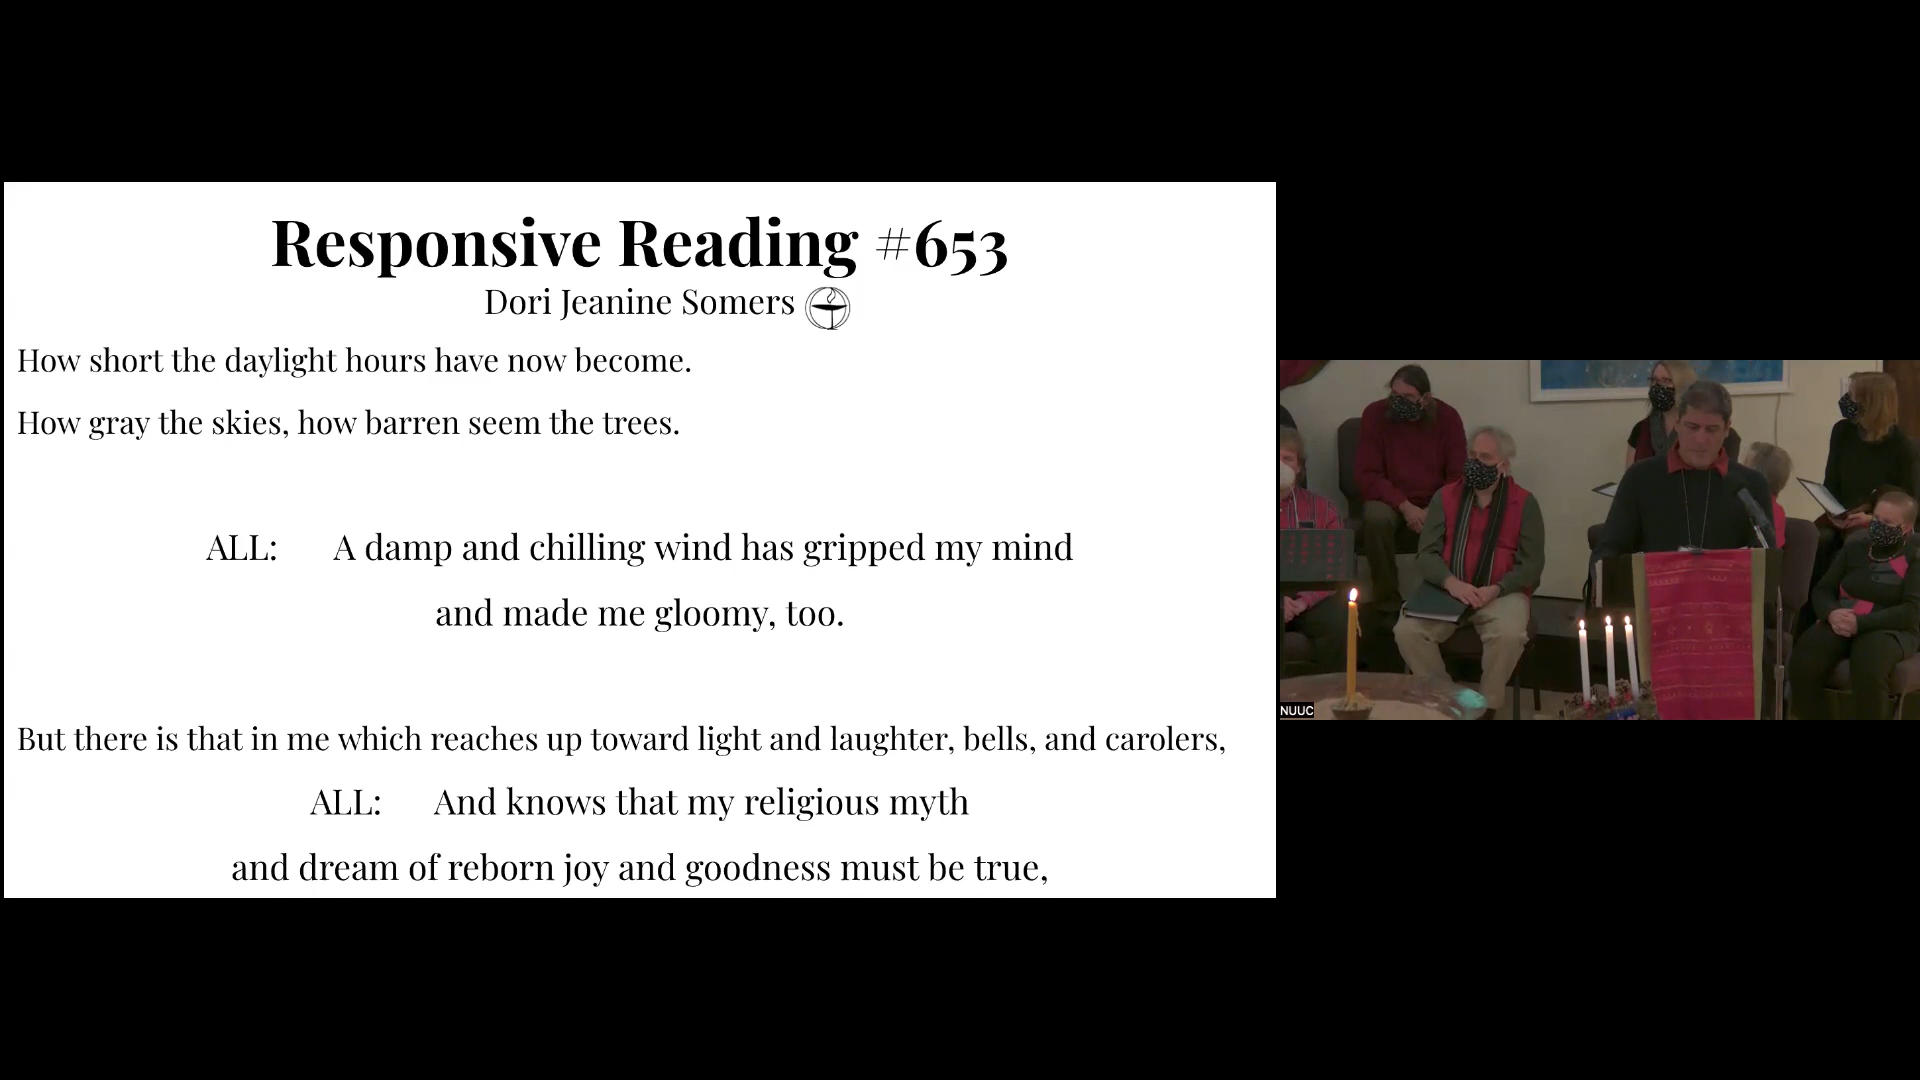 Responsive Reading #653
Dori Jeanine Somers
How short the daylight hours have now become.
How gray the skies, how barren seem the trees.
ALL: A damp and chilling wind has gripped my mind
and made me gloomy, too.
But there is that in me which reaches up toward light and laughter, bells, and carolers,
ALL: And knows that my religious myth
and dream of reborn joy and goodness must be true,
NUUC